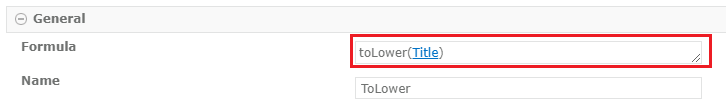 General
Formula
toLower(Title)
Name
ToLower